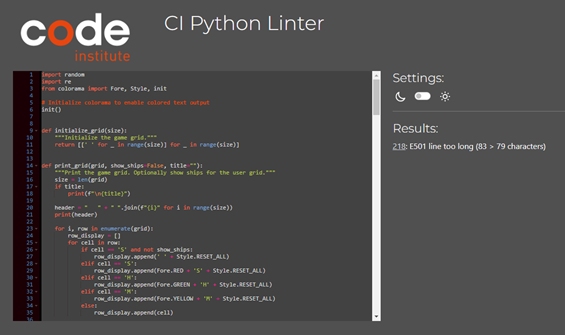 code
institute
CI Python Linter
1 import random
2 import re
3 from colorama import Fore, Style, init
4
5 # Initialize colorama to enable colored text output
6 init()
7
8
9 def initialize_grid(size):
10 """Initialize the game grid."""
11 return [[' ' for _ in range(size)] for _ in range(size)]
12
13
14 def print_grid(grid, show_ships=False, title=""):
15 """Print the game grid. Optionally show ships for the user grid."""
16 size = len(grid)
17 if title:
18 print(f"\n{title}")
19
20 header = "   " + " ".join(f"{i}" for i in range(size))
21 print(header)
22
23 for i, row in enumerate(grid):
24 row_display = []
25 for cell in row:
26 if cell == 'S' and not show_ships:
27 row_display.append(' ' + Style.RESET_ALL)
28 elif cell == 'S':
29 row_display.append(Fore.RED + 'S' + Style.RESET_ALL)
30 elif cell == 'H':
31 row_display.append(Fore.GREEN + 'H' + Style.RESET_ALL)
32 elif cell == 'M':
33 row_display.append(Fore.YELLOW + 'M' + Style.RESET_ALL)
34 else:
35 row_display.append(cell)
36
Settings:
Results:
218: E501 line too long (83 > 79 characters)